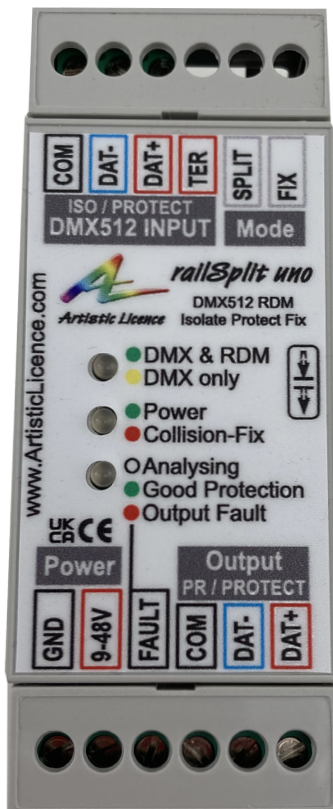 COM DAT- DAT+ TER SPLIT FIX
ISO / PROTECT
DMX512 INPUT Mode
Artistic Licence
railSplit uno
DMX512 RDM
Isolate Protect Fix
www.ArtisticLicence.com
DMX & RDM
DMX only
Power
Collision-Fix
Analysing
Good Protection
Output Fault
UK
CA CE
Power
Output
PR / PROTECT
GND 9-48V FAULT COM DAT- DAT+